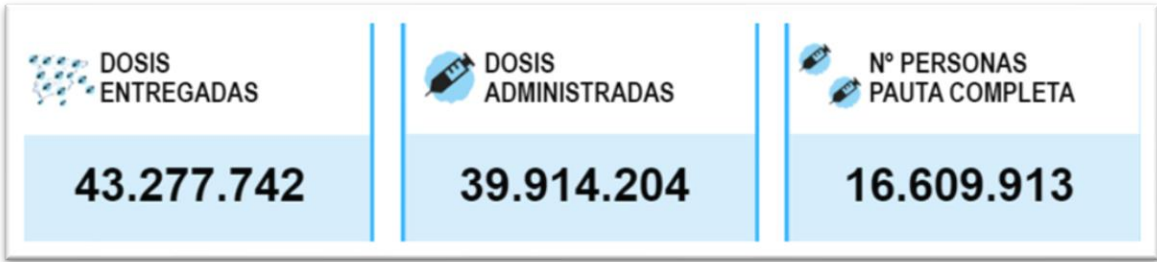 DOSIS
ENTREGADAS
43.277.742
DOSIS
ADMINISTRADAS
39.914.204
Nº PERSONAS
PAUTA COMPLETA
16.609.913